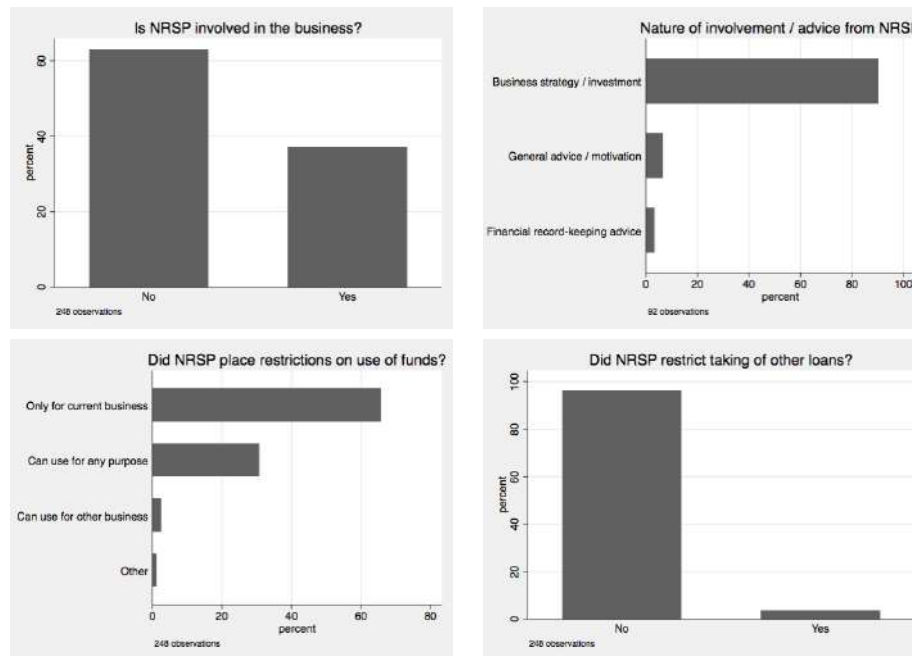 Is NRSP involved in the business?
percent
60
40
20
0
No Yes
248 observations
Nature of involvement / advice from NRS
Business strategy / investment
General advice / motivation
Financial record-keeping advice
0 20 40 60 80 100
percent
92 observations
Did NRSP place restrictions on use of funds?
Only for current business
Can use for any purpose
Can use for other business
Other
0 20 40 60 80
percent
248 observations
Did NRSP restrict taking of other loans?
percent
100
80
60
40
20
0
No Yes
248 observations